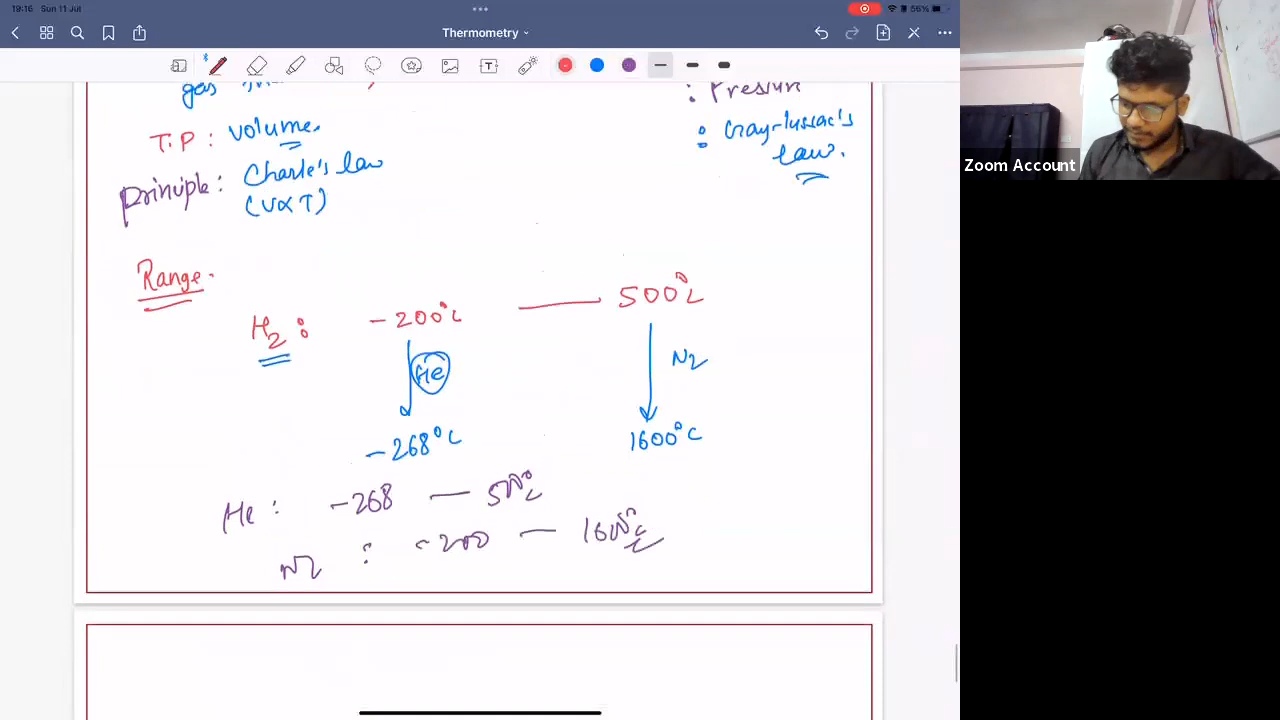 19:16 Sun 11 Jul
56%
Thermometry
gas
: Pressure
T.P : volume.
: Gray-lussac's
law.
Principle : Charle's law
(V∝T)
Zoom Account
Range.
H2 : -200°C — 500°C
He
N2
-268°C
1600°C
He : -268 — 500°C
N2 : -200 — 1600°C